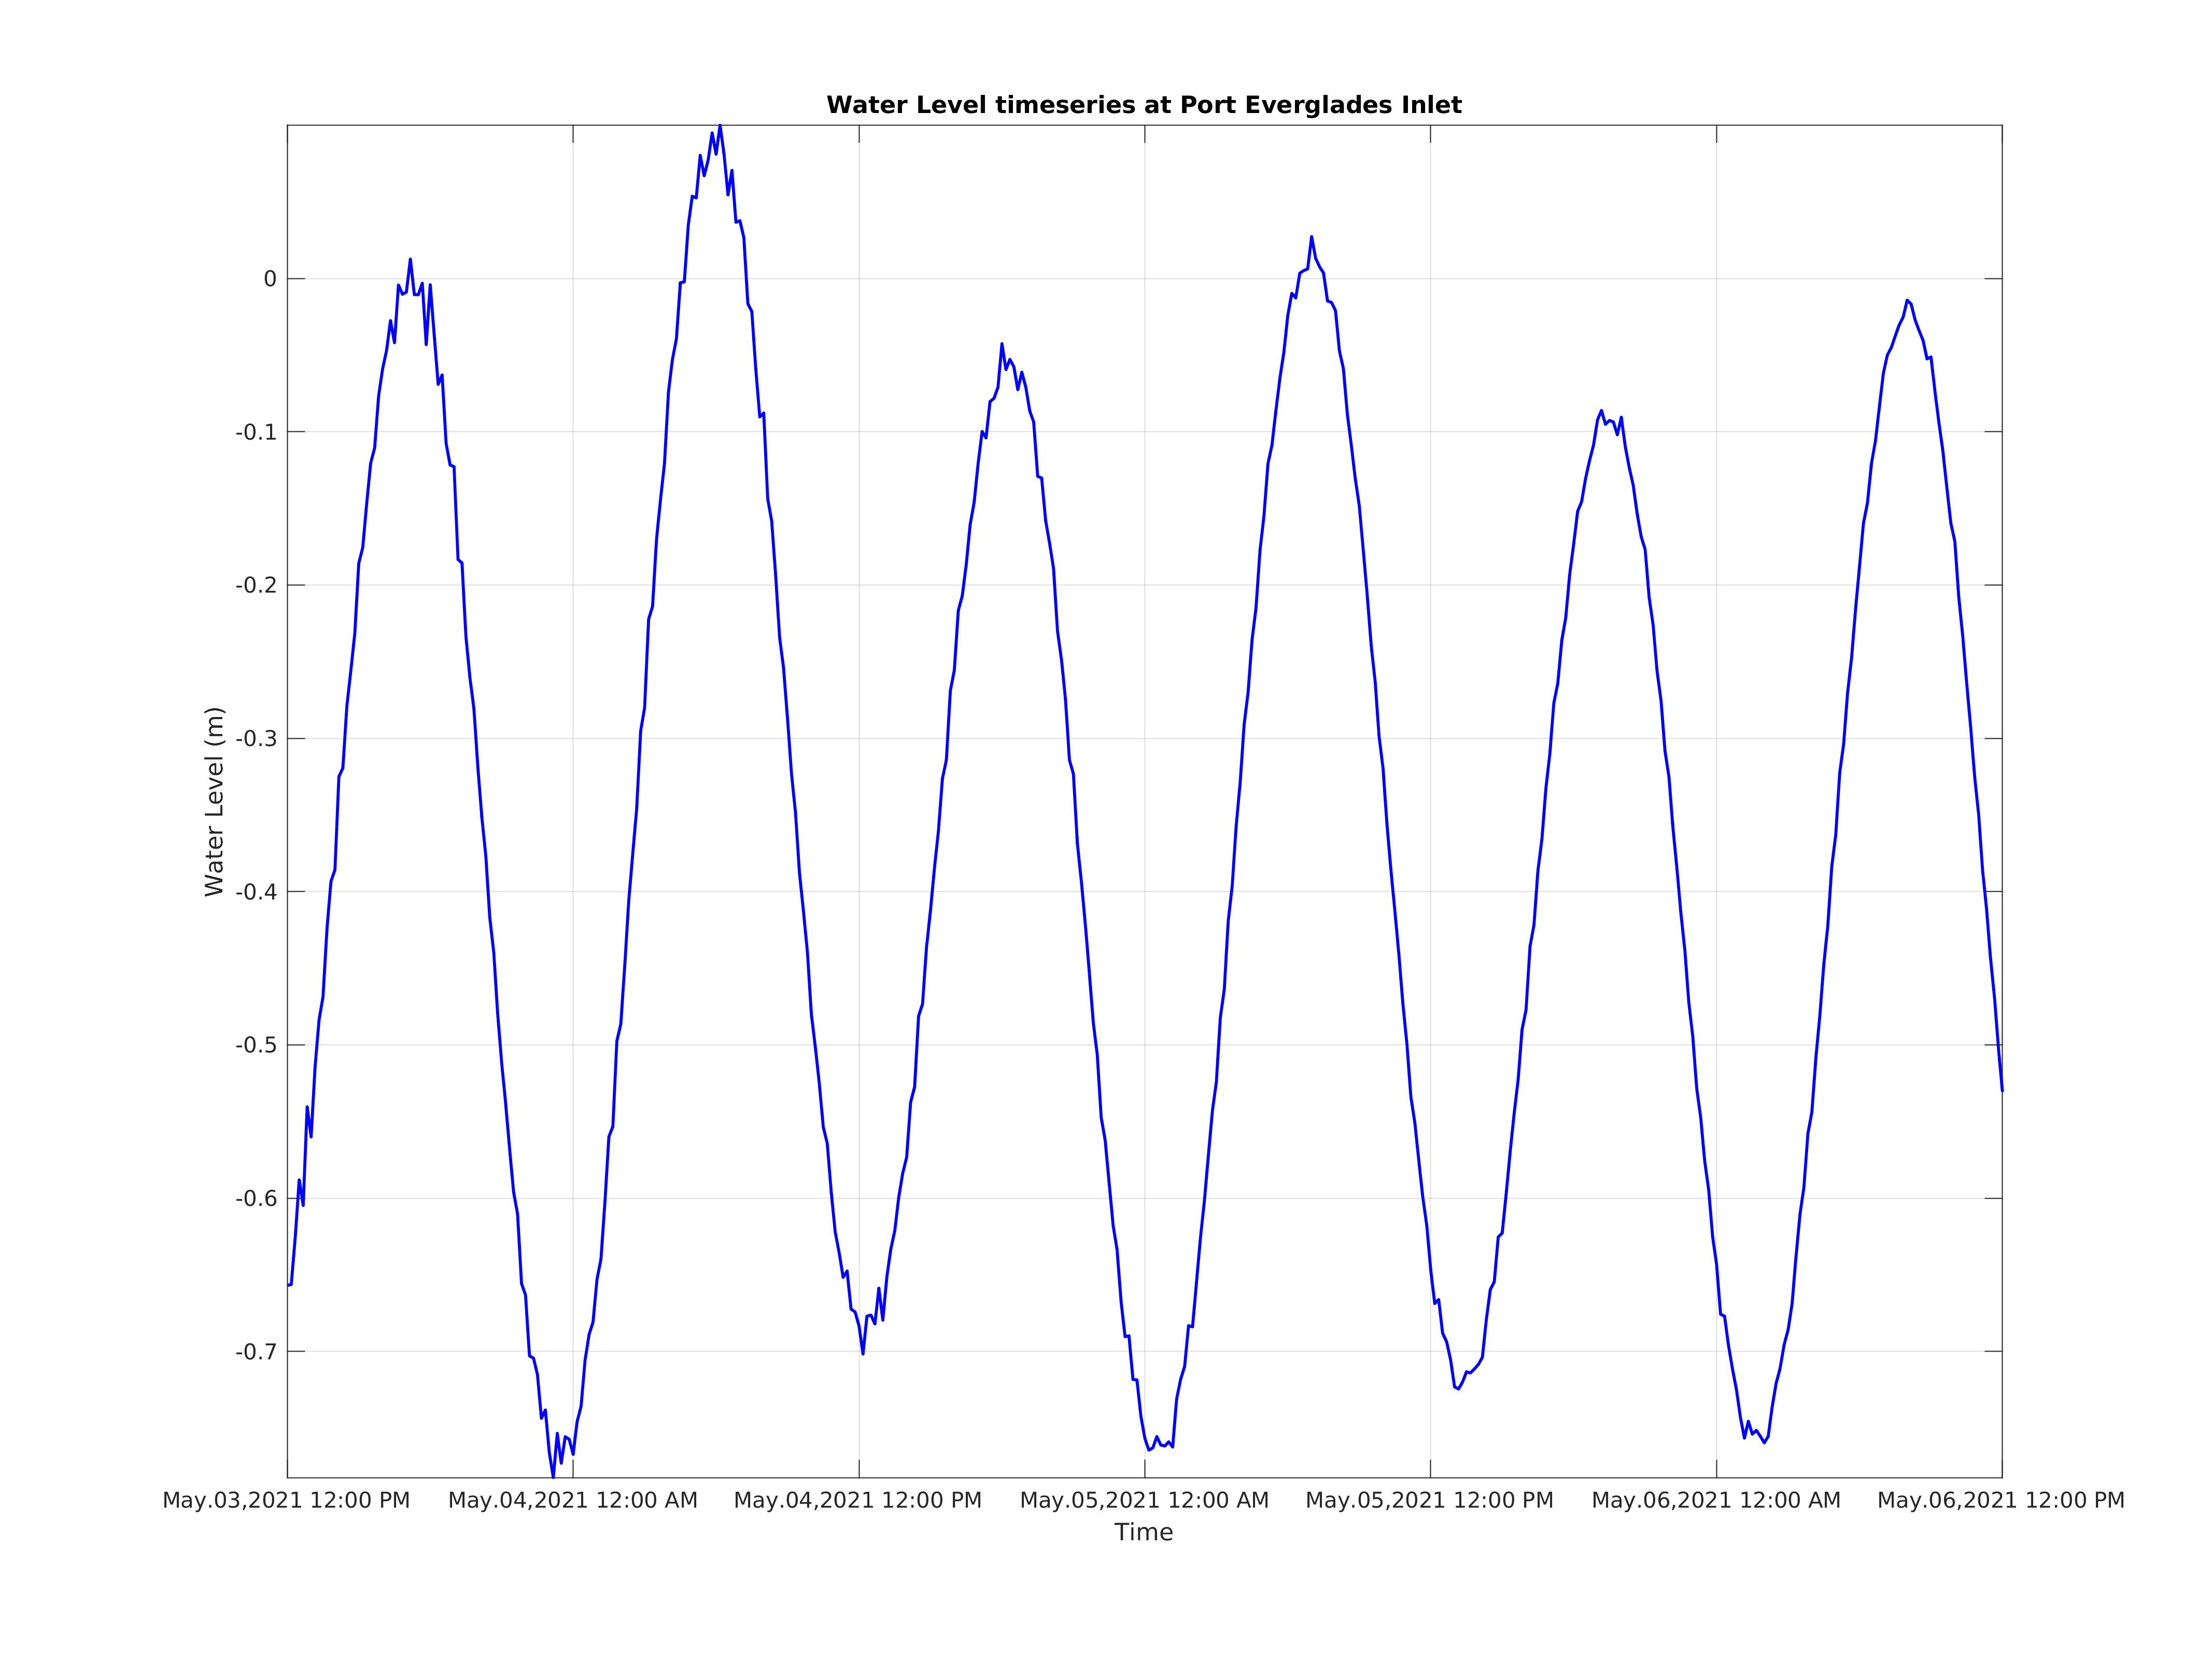 Water Level timeseries at Port Everglades Inlet
0
-0.1
-0.2
-0.3
-0.4
-0.5
-0.6
-0.7
Water Level (m)
May.03,2021 12:00 PM May.04,2021 12:00 AM May.04,2021 12:00 PM May.05,2021 12:00 AM May.05,2021 12:00 PM May.06,2021 12:00 AM May.06,2021 12:00 PM
Time